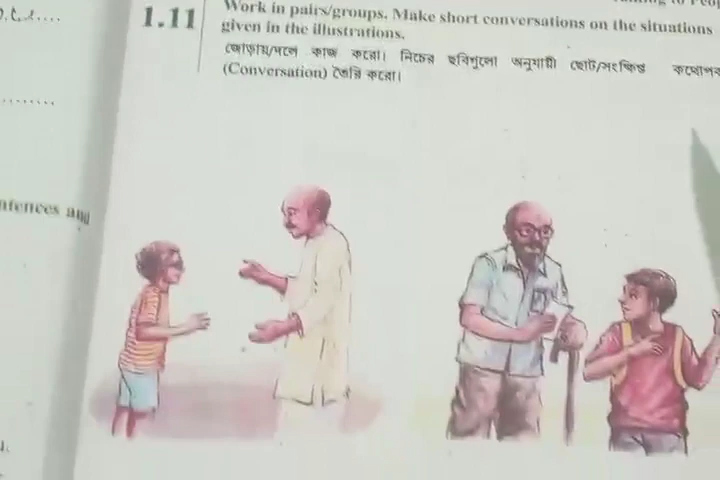 1.11
Work in pairs/groups. Make short conversations on the situations
given in the illustrations.
জোড়ায়/দলে কাজ করো। নিচের ছবিগুলো অনুযায়ী ছোট/সংক্ষিপ্ত
(Conversation) তৈরি করো।